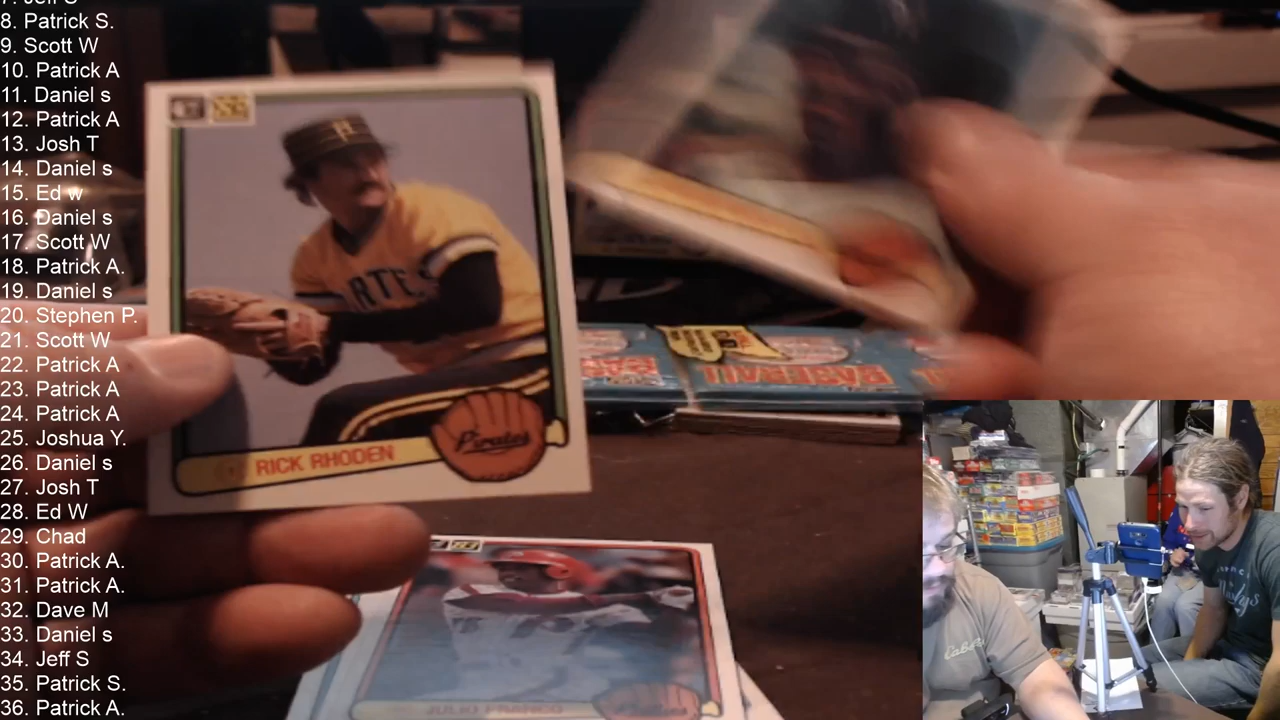 7. Jeff S
8. Patrick S.
9. Scott W
10. Patrick A
11. Daniel s
12. Patrick A
13. Josh T
14. Daniel s
15. Ed w
16. Daniel s
17. Scott W
18. Patrick A.
19. Daniel s
20. Stephen P.
21. Scott W
22. Patrick A
23. Patrick A
24. Patrick A
25. Joshua Y.
26. Daniel s
27. Josh T
28. Ed W
29. Chad
30. Patrick A.
31. Patrick A.
32. Dave M
33. Daniel s
34. Jeff S
35. Patrick S.
36. Patrick A.
Pirates
RICK RHODEN
BASEBALL
JULIO FRANCO